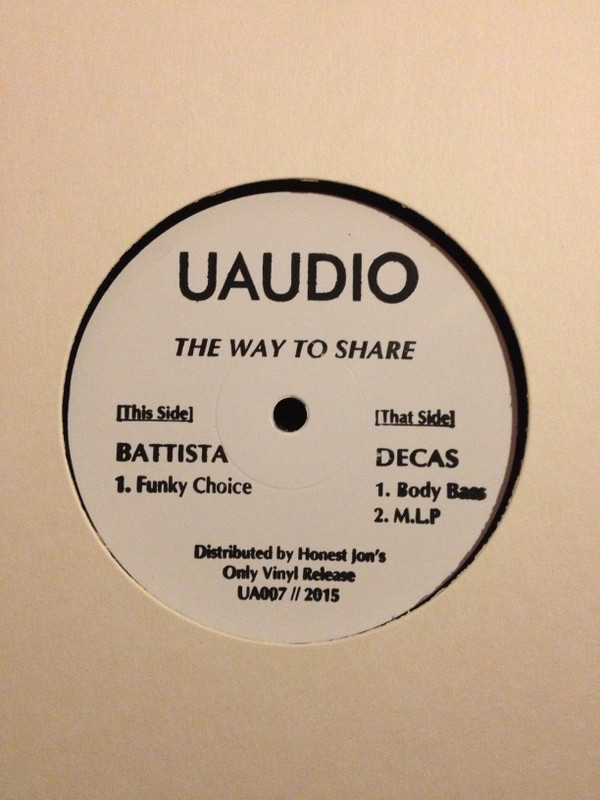 UAUDIO
THE WAY TO SHARE
[This Side]
BATTISTA
1. Funky Choice
[That Side]
DECAS
1. Body Bass
2. M.L.P
Distributed by Honest Jon's
Only Vinyl Release
UA007 // 2015